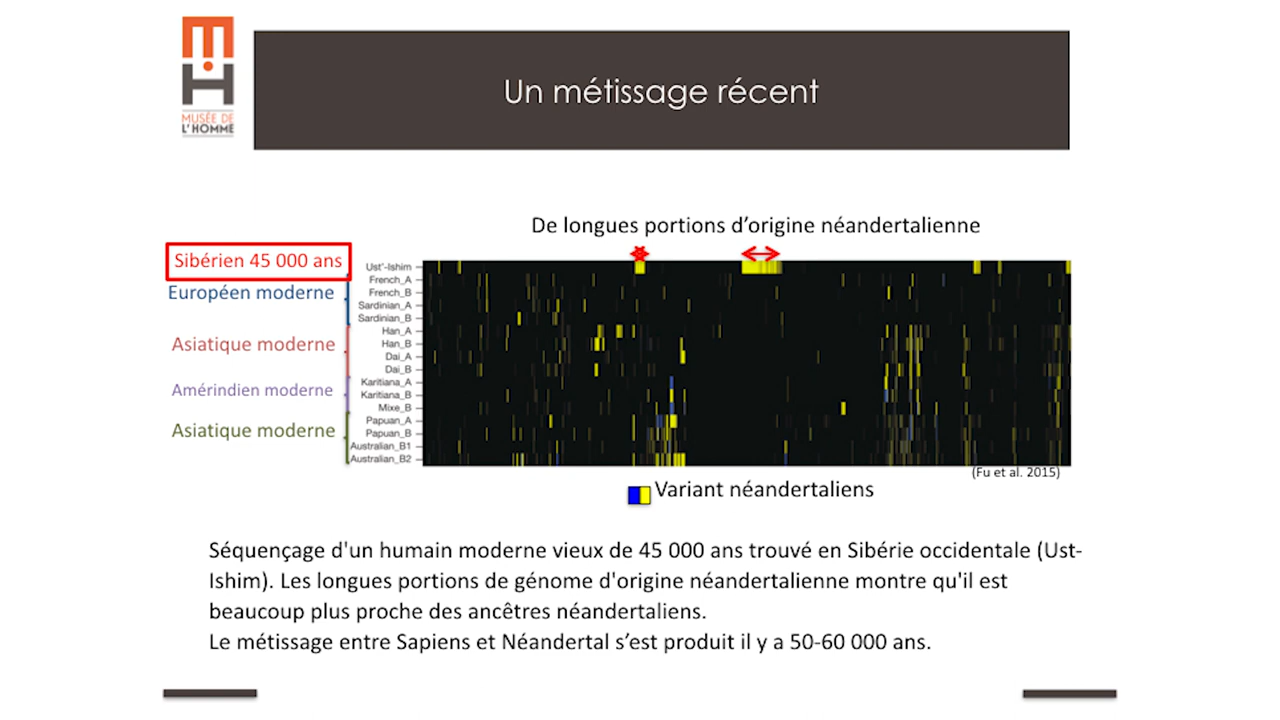 MUSÉE DE
L'HOMME
Un métissage récent
De longues portions d’origine néandertalienne
Sibérien 45 000 ans
Européen moderne
Asiatique moderne
Amérindien moderne
Asiatique moderne
Ust'-Ishim
French_A
French_B
Sardinian_A
Sardinian_B
Han_A
Han_B
Dai_A
Dai_B
Karitiana_A
Karitiana_B
Mixe_B
Papuan_A
Papuan_B
Australian_B1
Australian_B2
(Fu et al. 2015)
Variant néandertaliens
Séquençage d'un humain moderne vieux de 45 000 ans trouvé en Sibérie occidentale (Ust-
Ishim). Les longues portions de génome d'origine néandertalienne montre qu'il est
beaucoup plus proche des ancêtres néandertaliens.
Le métissage entre Sapiens et Néandertal s’est produit il y a 50-60 000 ans.